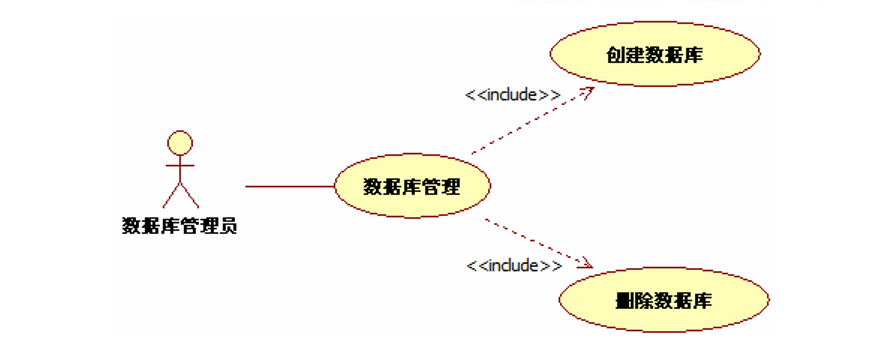 创建数据库
<<include>>
数据库管理
数据库管理员
<<include>>
删除数据库